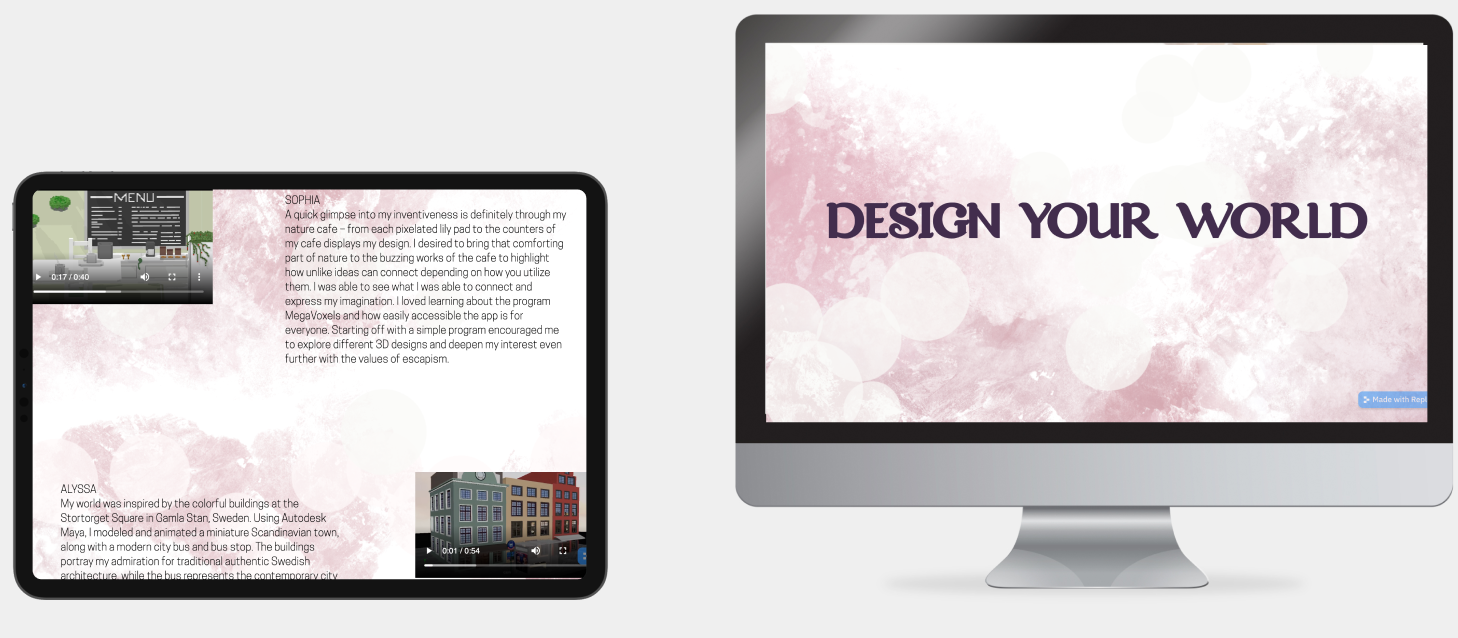 MENU
0:17 / 0:40
SOPHIA
A quick glimpse into my inventiveness is definitely through my
nature cafe – from each pixelated lily pad to the counters of
my cafe displays my design. I desired to bring that comforting
part of nature to the buzzing works of the cafe to highlight
how unlike ideas can connect depending on how you utilize
them. I was able to see what I was able to connect and
express my imagination. I loved learning about the program
MegaVoxels and how easily accessible the app is for
everyone. Starting off with a simple program encouraged me
to explore different 3D designs and deepen my interest even
further with the values of escapism.
ALYSSA
My world was inspired by the colorful buildings at the
Stortorget Square in Gamla Stan, Sweden. Using Autodesk
Maya, I modeled and animated a miniature Scandinavian town,
along with a modern city bus and bus stop. The buildings
portray my admiration for traditional authentic Swedish
architecture, while the bus represents the contemporary city
0:01 / 0:54
DESIGN YOUR WORLD
Made with Repl